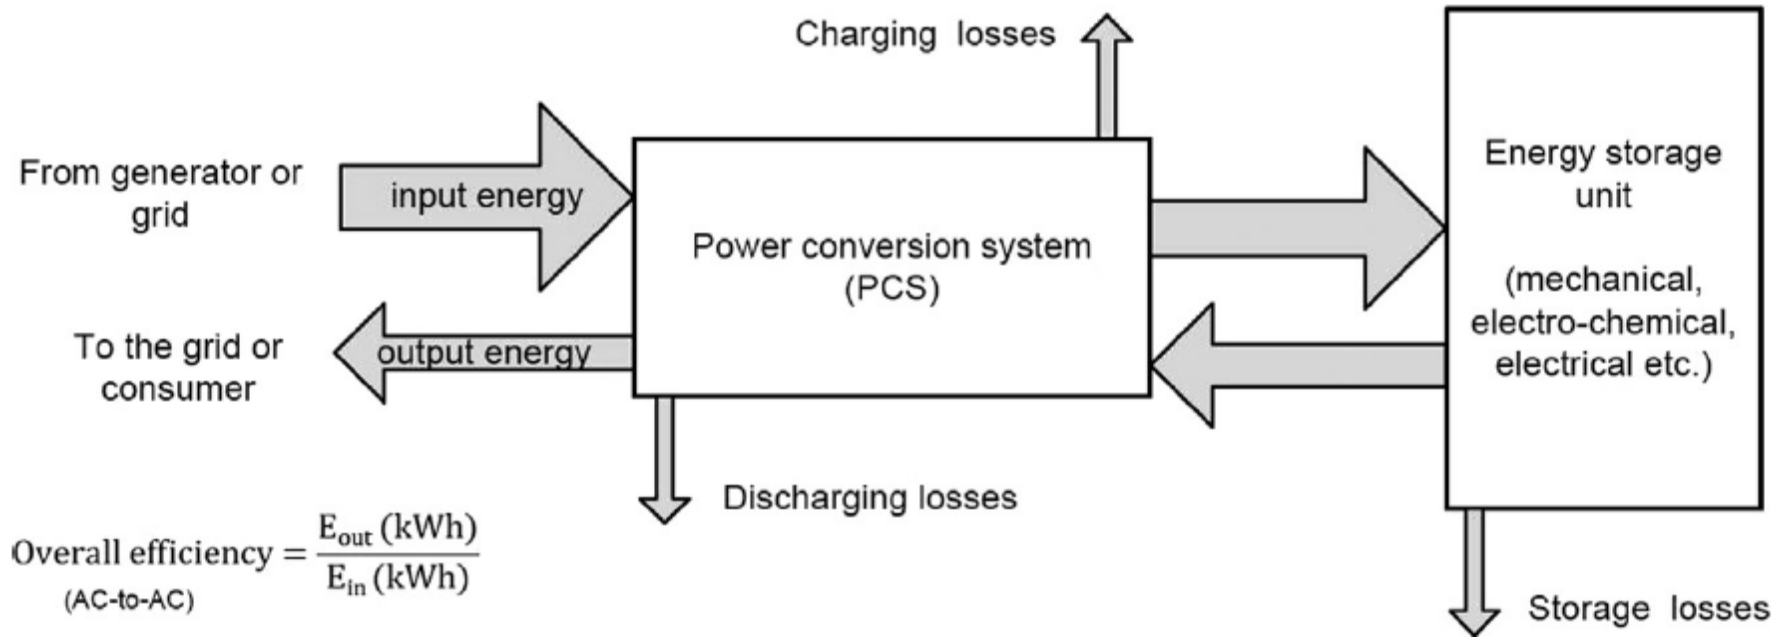 Charging losses
From generator or
grid
input energy
Energy storage
unit
Power conversion system
(PCS)
(mechanical,
electro-chemical,
electrical etc.)
To the grid or
consumer
output energy
Discharging losses
Overall efficiency = E_out (kWh) / E_in (kWh)
(AC-to-AC)
Storage losses